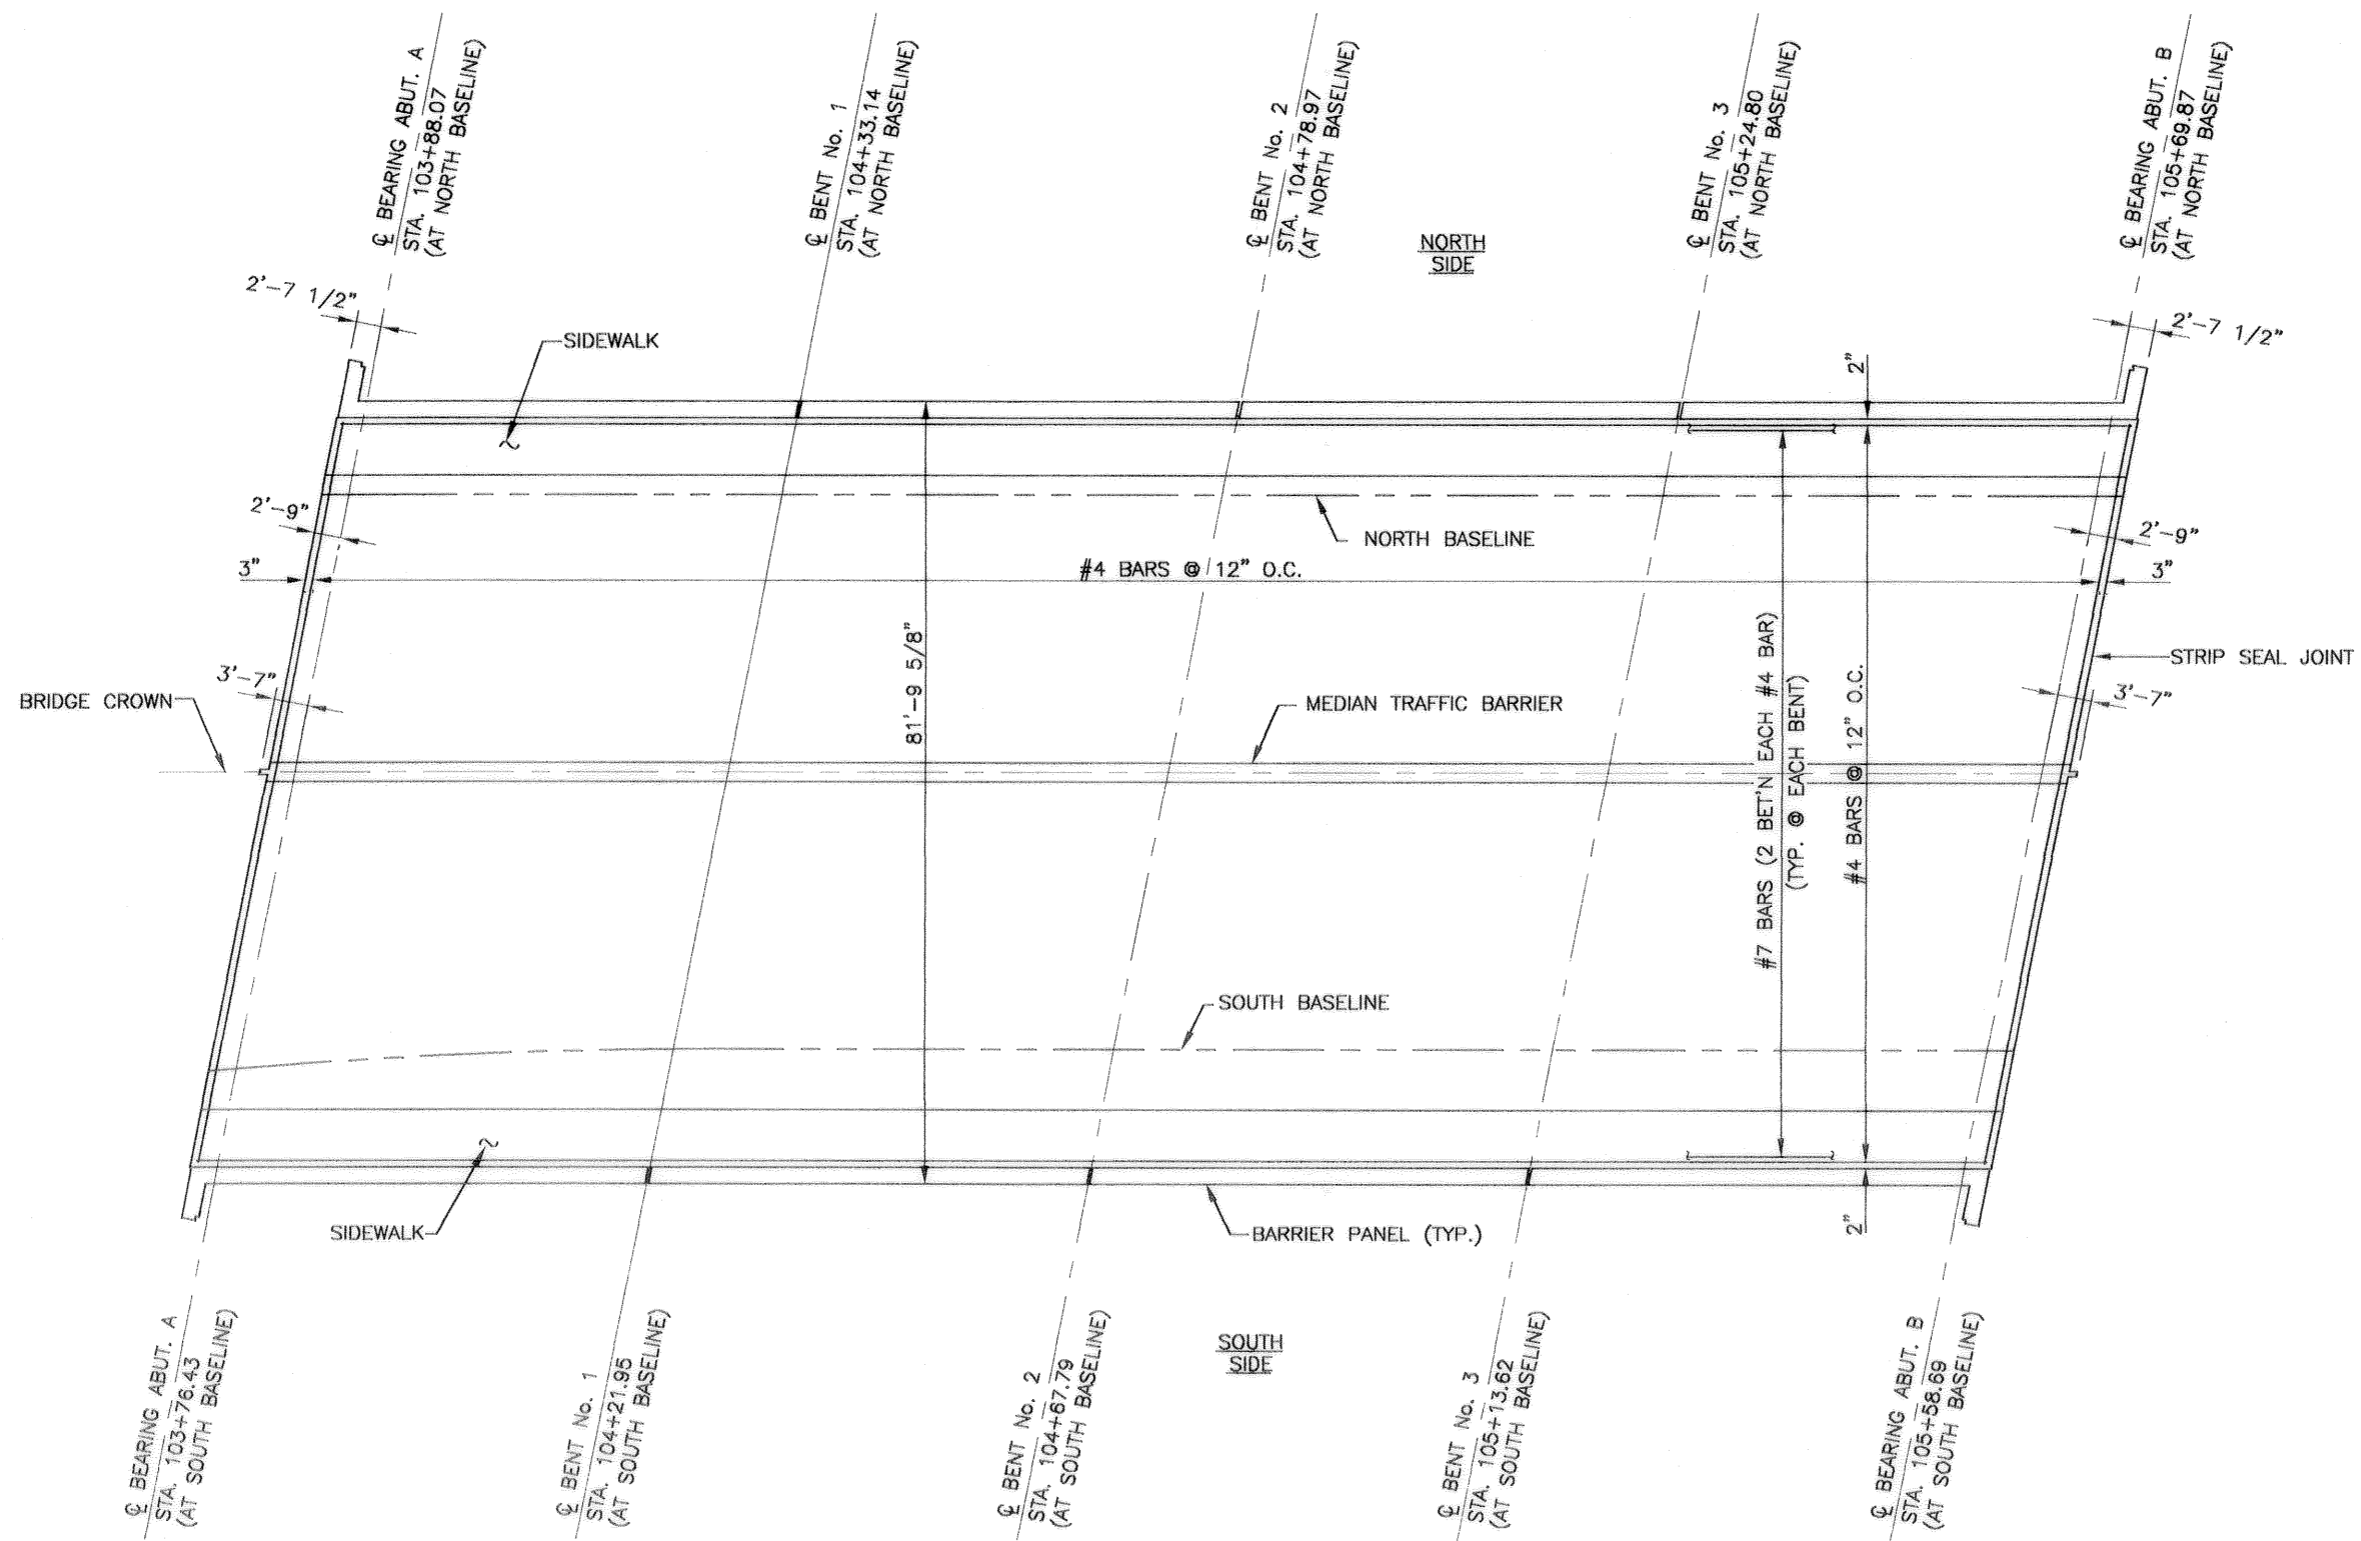 ℄ BEARING ABUT. A
STA. 103+88.07
(AT NORTH BASELINE)
℄ BENT No. 1
STA. 104+33.14
(AT NORTH BASELINE)
℄ BENT No. 2
STA. 104+78.97
(AT NORTH BASELINE)
℄ BENT No. 3
STA. 105+24.80
(AT NORTH BASELINE)
℄ BEARING ABUT. B
STA. 105+69.87
(AT NORTH BASELINE)
NORTH
SIDE
2'-7 1/2"
2'-7 1/2"
SIDEWALK
2"
2'-9"
NORTH BASELINE
2'-9"
3"
#4 BARS @ 12" O.C.
3"
81'-9 5/8"
#7 BARS (2 BET'N EACH #4 BAR)
(TYP. @ EACH BENT)
#4 BARS @ 12" O.C.
STRIP SEAL JOINT
3'-7"
3'-7"
BRIDGE CROWN
MEDIAN TRAFFIC BARRIER
SOUTH BASELINE
SIDEWALK
BARRIER PANEL (TYP.)
2"
SOUTH
SIDE
℄ BEARING ABUT. A
STA. 103+76.43
(AT SOUTH BASELINE)
℄ BENT No. 1
STA. 104+21.95
(AT SOUTH BASELINE)
℄ BENT No. 2
STA. 104+67.79
(AT SOUTH BASELINE)
℄ BENT No. 3
STA. 105+13.62
(AT SOUTH BASELINE)
℄ BEARING ABUT. B
STA. 105+58.69
(AT SOUTH BASELINE)